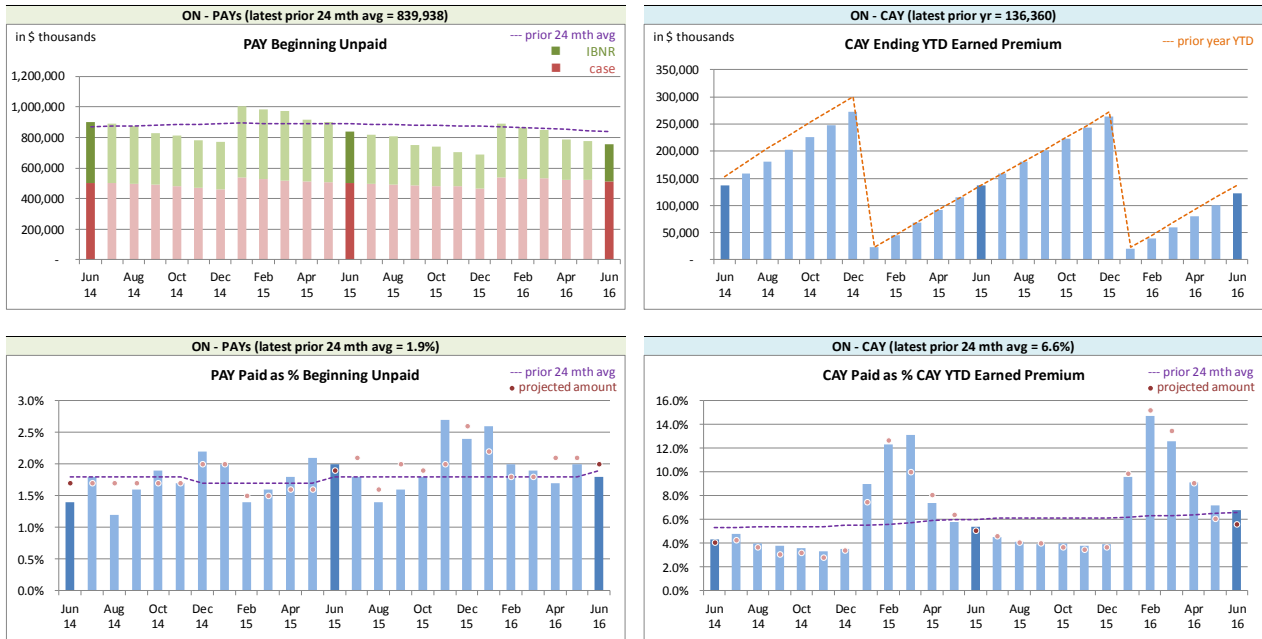 ON - PAYs (latest prior 24 mth avg = 839,938)
in $ thousands
PAY Beginning Unpaid
--- prior 24 mth avg
IBNR
case
1,200,000
1,000,000
800,000
600,000
400,000
200,000
-
Jun Aug Oct Dec Feb Apr Jun Aug Oct Dec Feb Apr Jun
14 14 14 14 15 15 15 15 15 15 16 16 16
ON - CAY (latest prior yr = 136,360)
in $ thousands
CAY Ending YTD Earned Premium
--- prior year YTD
350,000
300,000
250,000
200,000
150,000
100,000
50,000
-
Jun Aug Oct Dec Feb Apr Jun Aug Oct Dec Feb Apr Jun
14 14 14 14 15 15 15 15 15 15 16 16 16
ON - PAYs (latest prior 24 mth avg = 1.9%)
PAY Paid as % Beginning Unpaid
--- prior 24 mth avg
projected amount
3.0%
2.5%
2.0%
1.5%
1.0%
0.5%
0.0%
Jun Aug Oct Dec Feb Apr Jun Aug Oct Dec Feb Apr Jun
14 14 14 14 15 15 15 15 15 15 16 16 16
ON - CAY (latest prior 24 mth avg = 6.6%)
CAY Paid as % CAY YTD Earned Premium
--- prior 24 mth avg
projected amount
16.0%
14.0%
12.0%
10.0%
8.0%
6.0%
4.0%
2.0%
0.0%
Jun Aug Oct Dec Feb Apr Jun Aug Oct Dec Feb Apr Jun
14 14 14 14 15 15 15 15 15 15 16 16 16